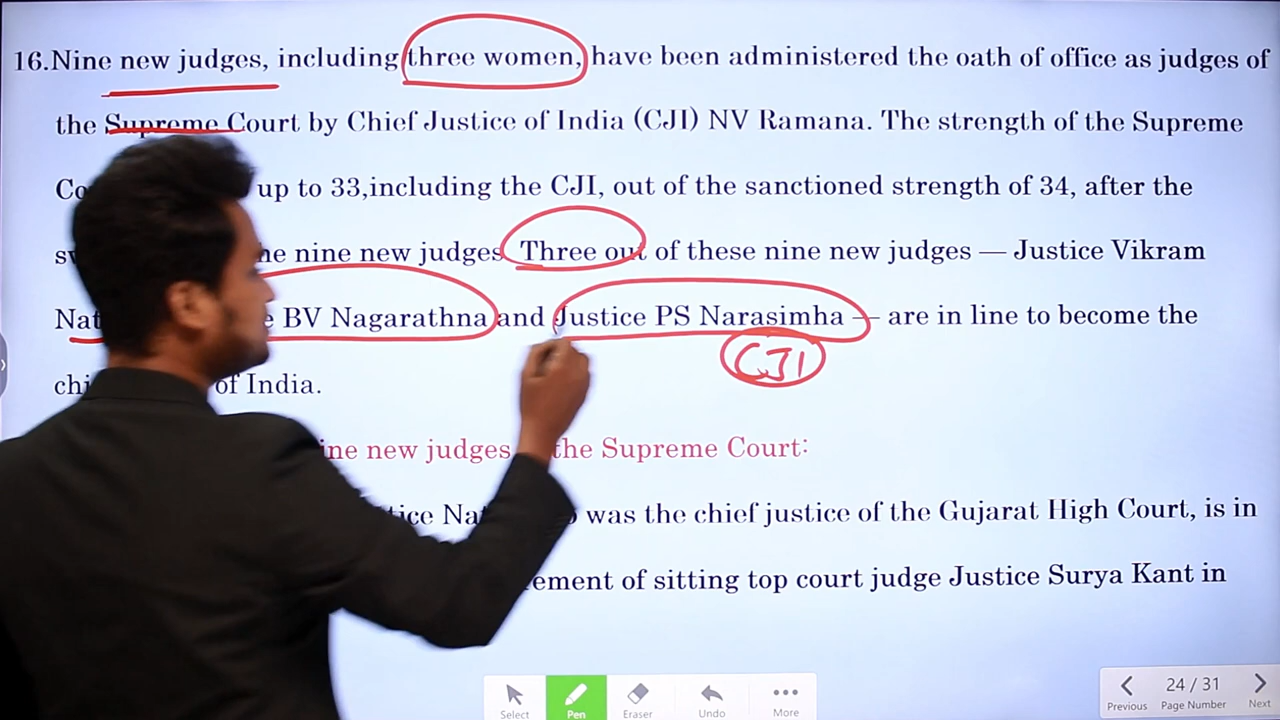 16.Nine new judges, including three women, have been administered the oath of office as judges of
the Supreme Court by Chief Justice of India (CJI) NV Ramana. The strength of the Supreme
up to 33,including the CJI, out of the sanctioned strength of 34, after the
nine new judges Three out of these nine new judges — Justice Vikram
BV Nagarathna and Justice PS Narasimha — are in line to become the
CJI
of India.
new judges the Supreme Court:
was the chief justice of the Gujarat High Court, is in
of sitting top court judge Justice Surya Kant in
Select
Pen
Eraser
Undo
More
Previous
24 / 31
Page Number
Next